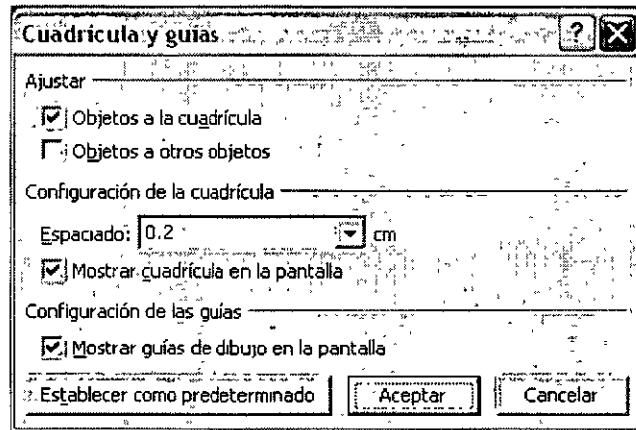 Cuadrícula y guías ? X
Ajustar
Objetos a la cuadrícula
Objetos a otros objetos
Configuración de la cuadrícula
Espaciado: 0.2 cm
Mostrar cuadrícula en la pantalla
Configuración de las guías
Mostrar guías de dibujo en la pantalla
Establecer como predeterminado Aceptar Cancelar